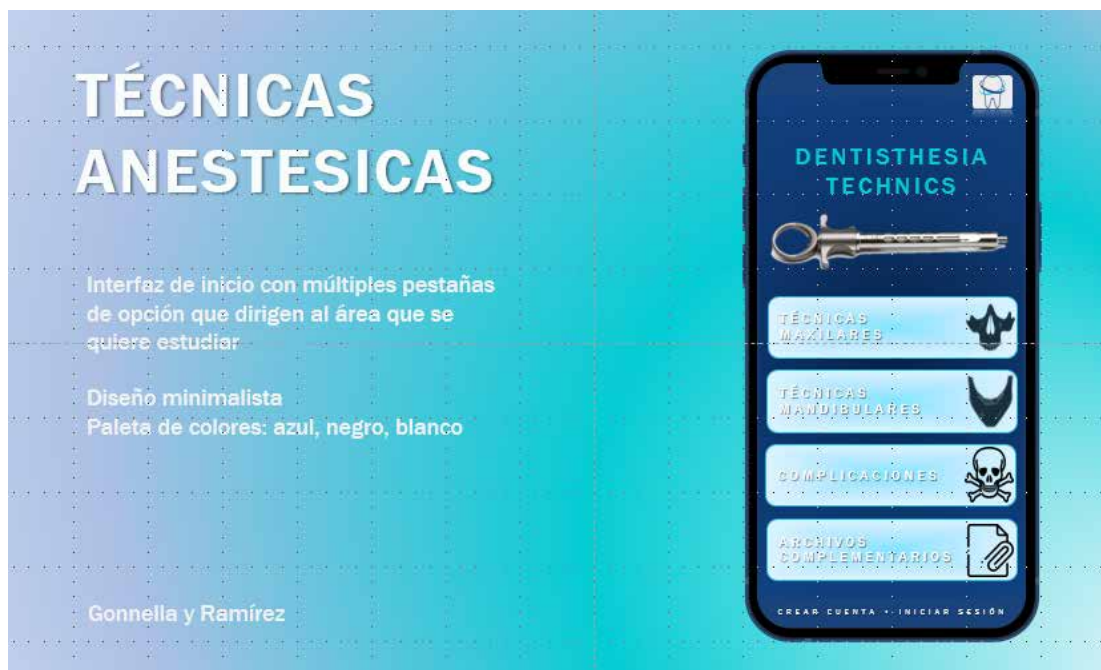 TÉCNICAS
ANESTESICAS
Interfaz de inicio con múltiples pestañas
de opción que dirigen al área que se
quiere estudiar
Diseño minimalista
Paleta de colores: azul, negro, blanco
Gonnella y Ramírez
DENTISTHESIA
TECHNICS
TÉCNICAS
MAXILARES
TÉCNICAS
MANDIBULARES
COMPLICACIONES
ARCHIVOS
COMPLEMENTARIOS
CREAR CUENTA • INICIAR SESIÓN